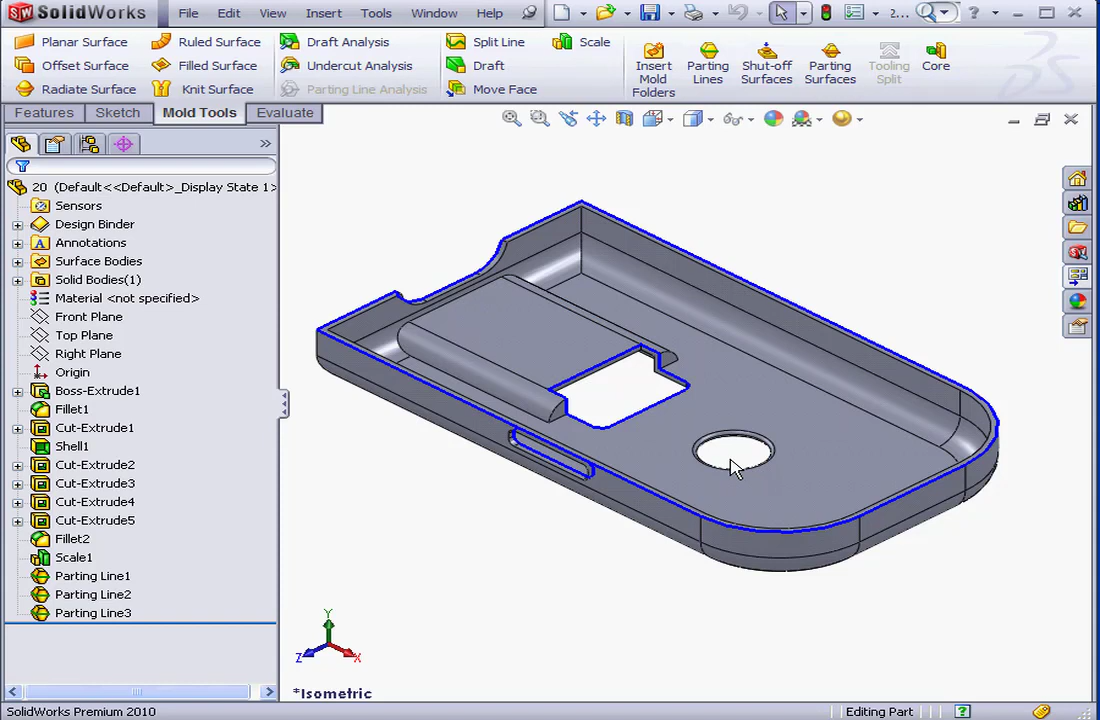 SolidWorks File Edit View Insert Tools Window Help 2...
Planar Surface Ruled Surface Draft Analysis Split Line Scale
Offset Surface Filled Surface Undercut Analysis Draft
Radiate Surface Knit Surface Parting Line Analysis Move Face
Insert Mold Folders
Parting Lines
Shut-off Surfaces
Parting Surfaces
Tooling Split
Core
Features Sketch Mold Tools Evaluate
20 (Default<<Default>_Display State 1>
Sensors
Design Binder
Annotations
Surface Bodies
Solid Bodies(1)
Material <not specified>
Front Plane
Top Plane
Right Plane
Origin
Boss-Extrude1
Fillet1
Cut-Extrude1
Shell1
Cut-Extrude2
Cut-Extrude3
Cut-Extrude4
Cut-Extrude5
Fillet2
Scale1
Parting Line1
Parting Line2
Parting Line3
Y
Z X
*Isometric
SolidWorks Premium 2010 Editing Part